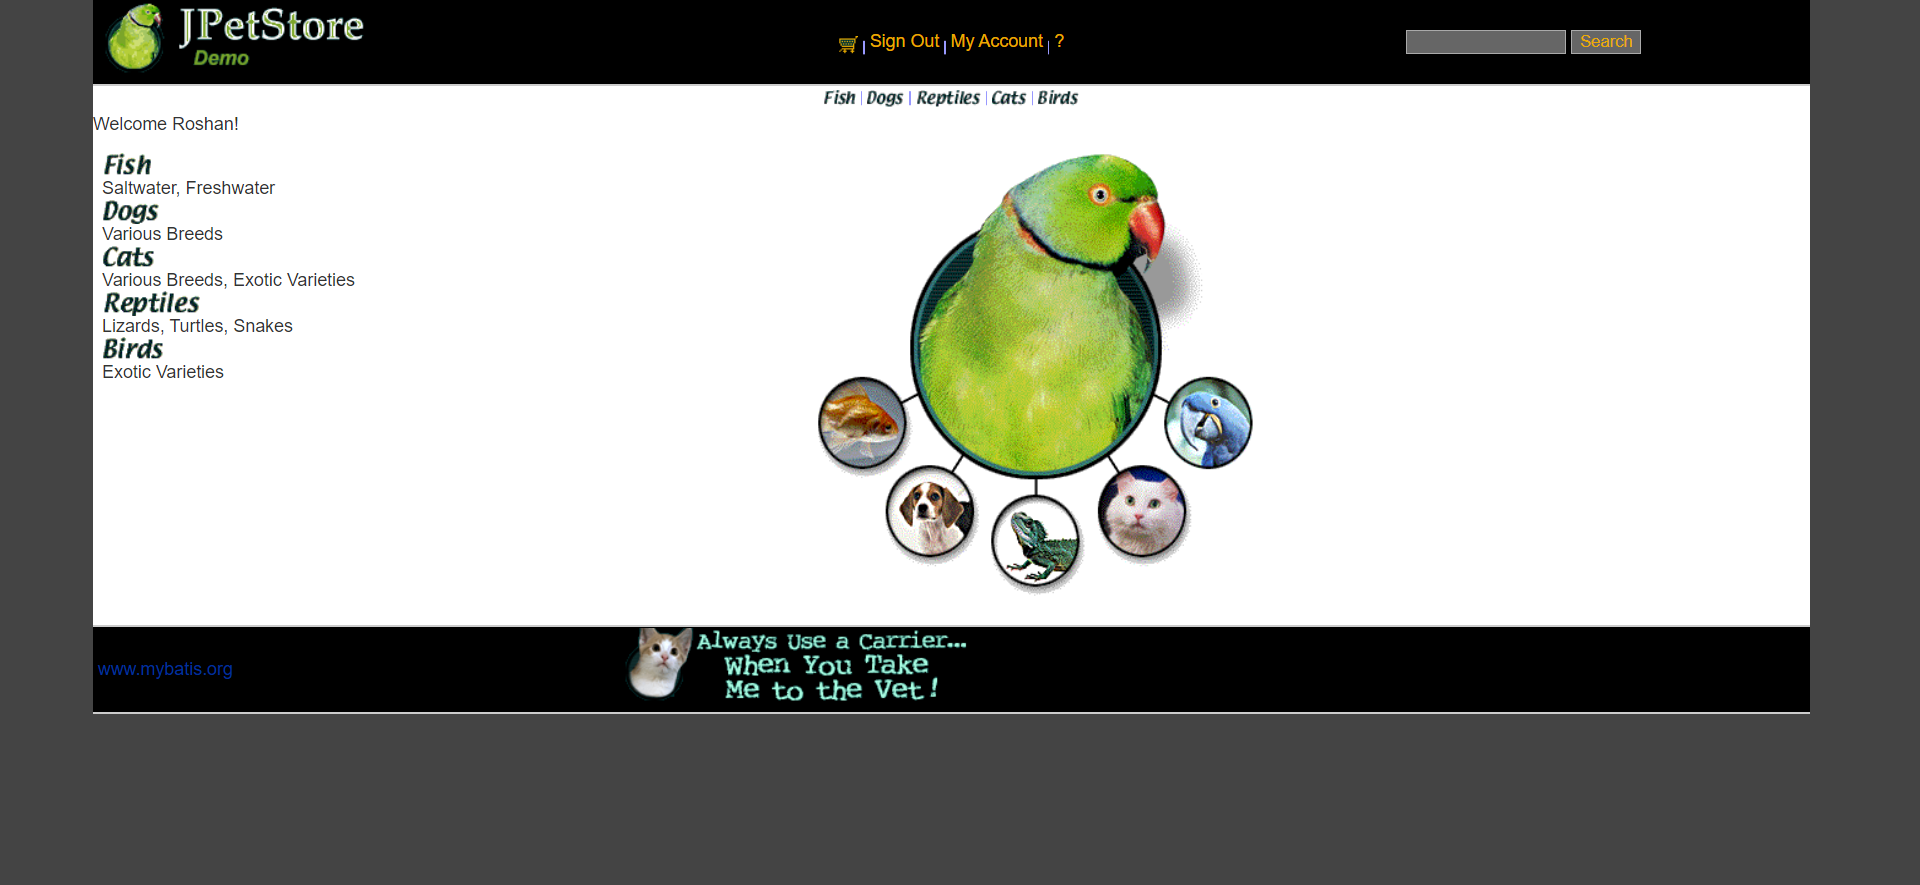 JPetStore
Demo
Sign Out | My Account | ?
Search
Fish | Dogs | Reptiles | Cats | Birds
Welcome Roshan!
Fish
Saltwater, Freshwater
Dogs
Various Breeds
Cats
Various Breeds, Exotic Varieties
Reptiles
Lizards, Turtles, Snakes
Birds
Exotic Varieties
www.mybatis.org
Always Use a Carrier...
When You Take
Me to the Vet!